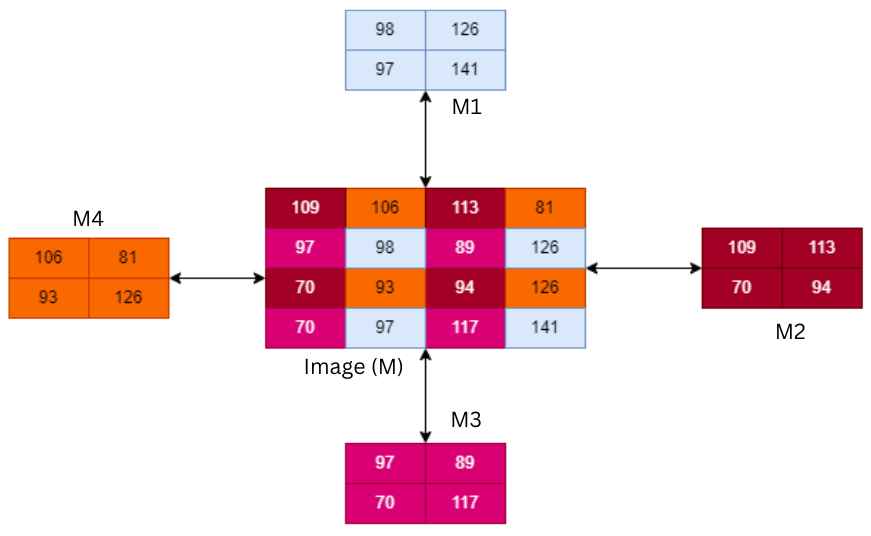 98 126
97 141
M1
109 106 113 81
97 98 89 126
70 93 94 126
70 97 117 141
Image (M)
M4
106 81
93 126
109 113
70 94
M2
M3
97 89
70 117